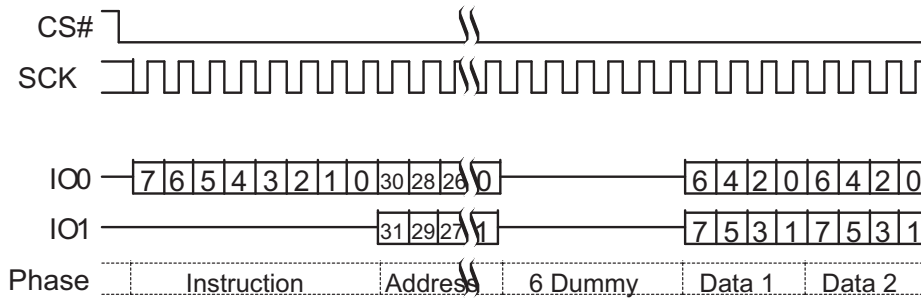 CS#
SCK
IO0 7 6 5 4 3 2 1 0 30 28 26 0 6 4 2 0 6 4 2 0
IO1 31 29 27 1 7 5 3 1 7 5 3 1
Phase Instruction Address 6 Dummy Data 1 Data 2